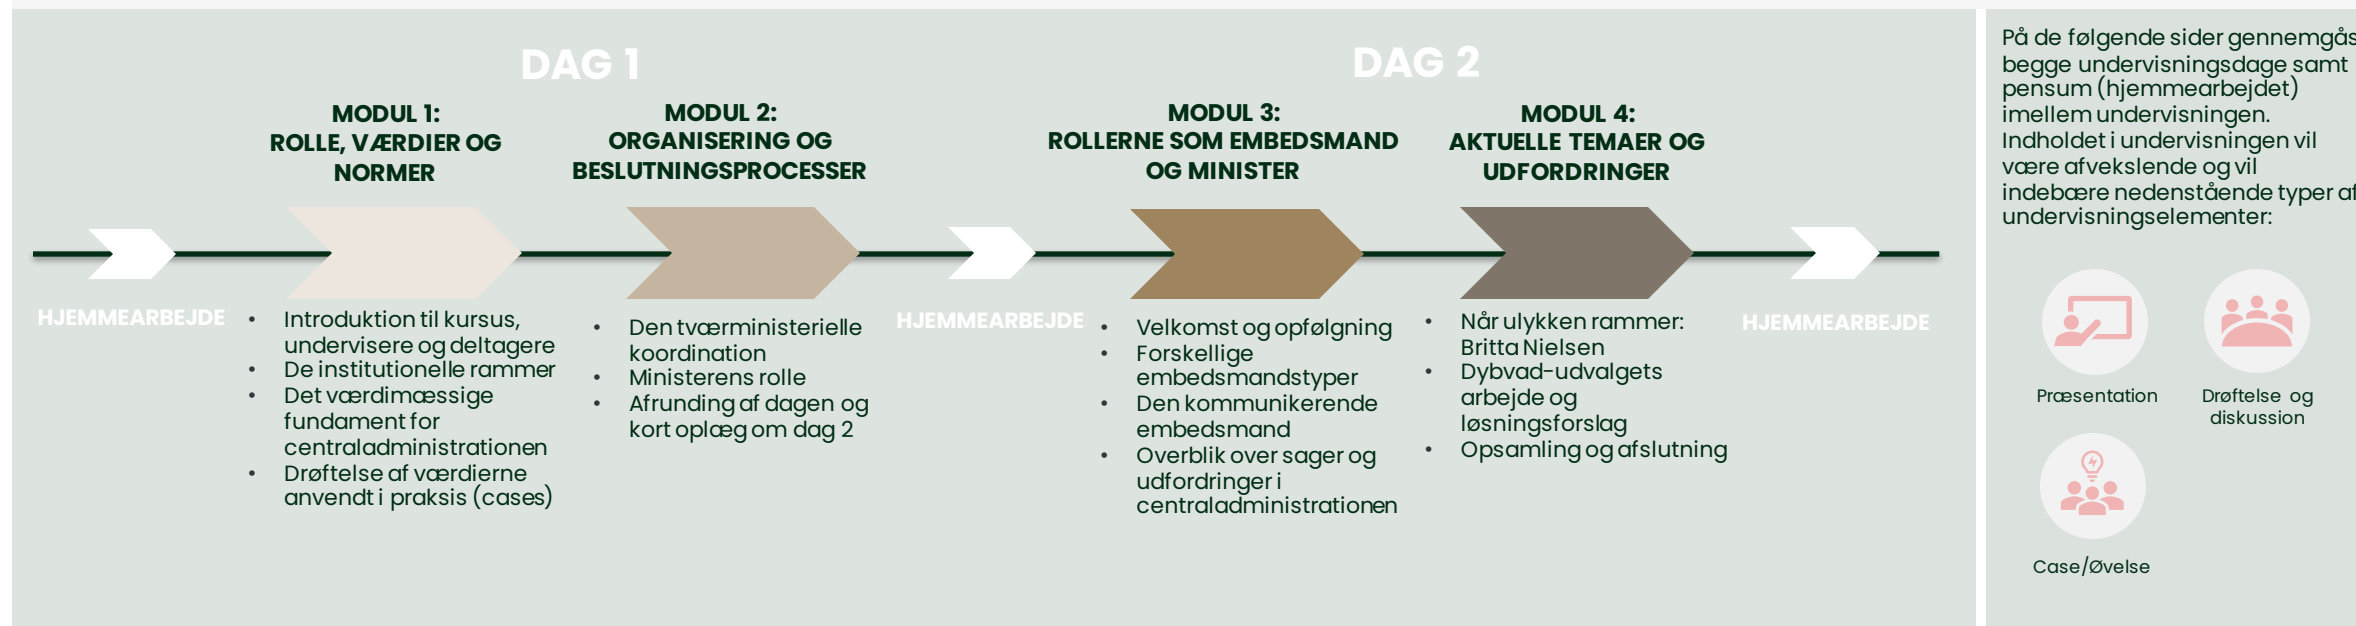 DAG 1
MODUL 1:
ROLLE, VÆRDIER OG
NORMER
MODUL 2:
ORGANISERING OG
BESLUTNINGSPROCESSER
HJEMMEARBEJDE
• Introduktion til kursus,
undervisere og deltagere
• De institutionelle rammer
• Det værdimæssige
fundament for
centraladministrationen
• Drøftelse af værdierne
anvendt i praksis (cases)
• Den tværministerielle
koordination
• Ministerens rolle
• Afrunding af dagen og
kort oplæg om dag 2
HJEMMEARBEJDE
DAG 2
MODUL 3:
ROLLERNE SOM EMBEDSMAND
OG MINISTER
MODUL 4:
AKTUELLE TEMAER OG
UDFORDRINGER
• Velkomst og opfølgning
• Forskellige
embedsmandstyper
• Den kommunikerende
embedsmand
• Overblik over sager og
udfordringer i
centraladministrationen
• Når ulykken rammer:
Britta Nielsen
• Dybvad-udvalgets
arbejde og
løsningsforslag
• Opsamling og afslutning
HJEMMEARBEJDE
På de følgende sider gennemgås
begge undervisningsdage samt
pensum (hjemmearbejdet)
imellem undervisningen.
Indholdet i undervisningen vil
være afvekslende og vil
indebære nedenstående typer af
undervisningselementer:
Præsentation
Drøftelse og
diskussion
Case/Øvelse